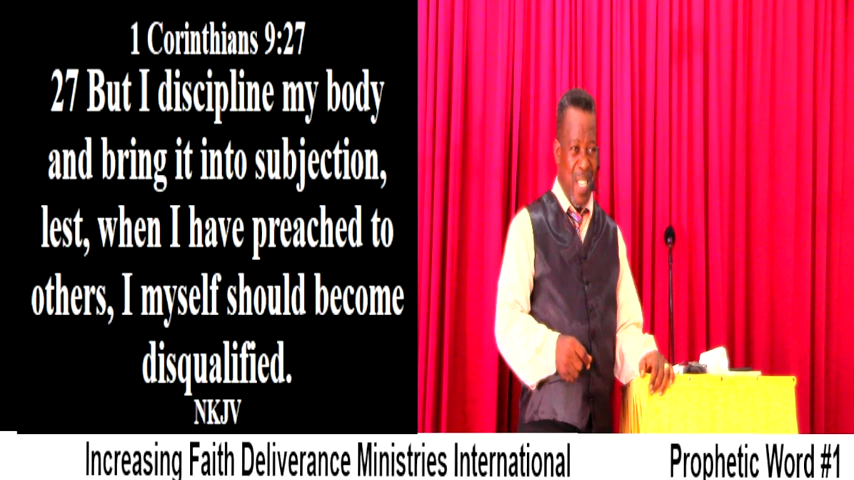 1 Corinthians 9:27
27 But I discipline my body
and bring it into subjection,
lest, when I have preached to
others, I myself should become
disqualified.
NKJV
Increasing Faith Deliverance Ministries International
Prophetic Word #1